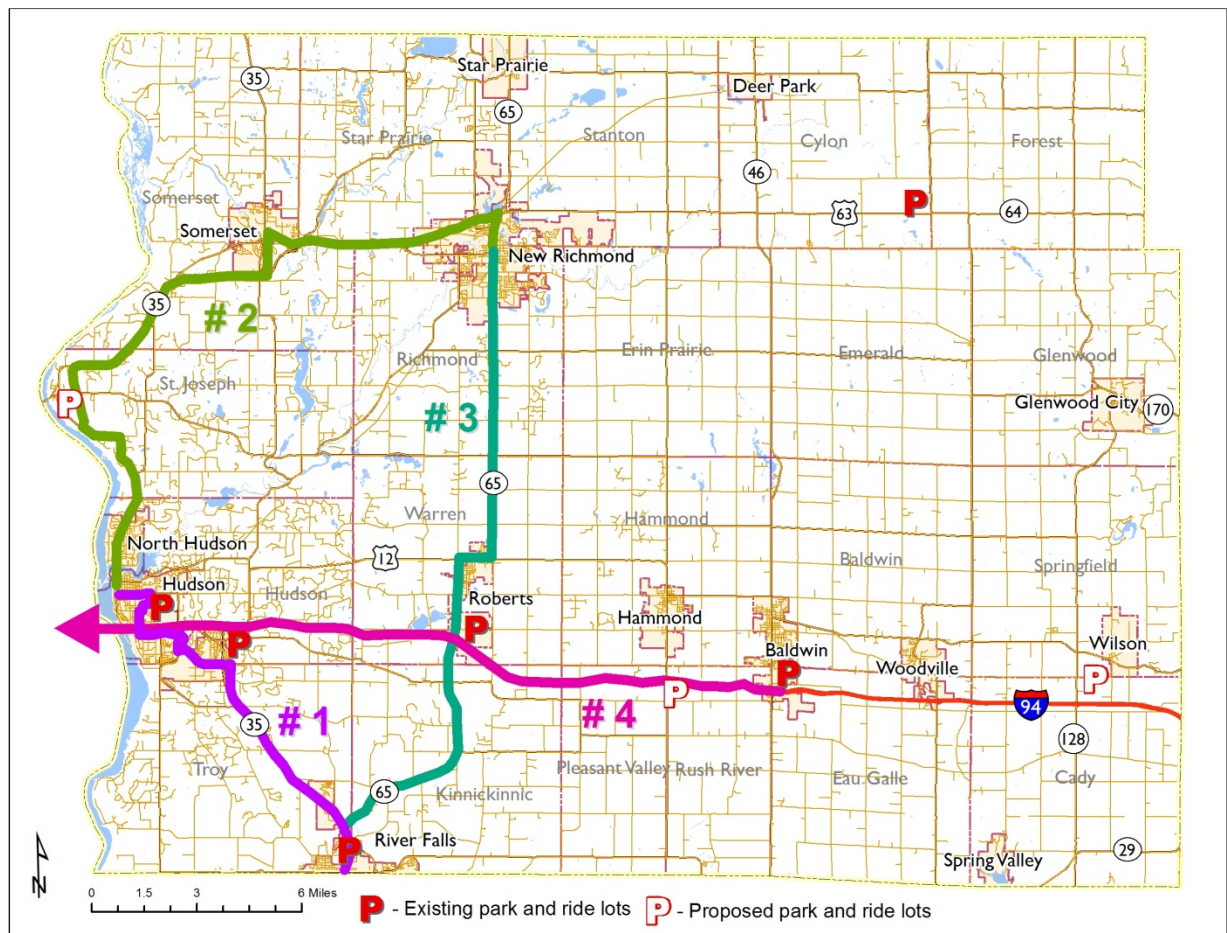 Star Prairie
35
Deer Park
65
Star Prairie
Stanton
Cylon
Forest
46
Somerset
P
63
64
Somerset
New Richmond
35
# 2
Richmond
Erin Prairie
Emerald
Glenwood
St. Joseph
P
# 3
Glenwood City
170
65
Warren
Hammond
North Hudson
12
Baldwin
Springfield
Hudson
Hudson
P
Roberts
Hammond
P
P
Wilson
Baldwin
Woodville
P
P
P
# 4
94
# 1
35
128
Troy
Pleasant Valley
Rush River
Eau Galle
Cady
65
Kinnickinnic
River Falls
P
29
Spring Valley
N
0 1.5 3 6 Miles
P - Existing park and ride lots
P - Proposed park and ride lots